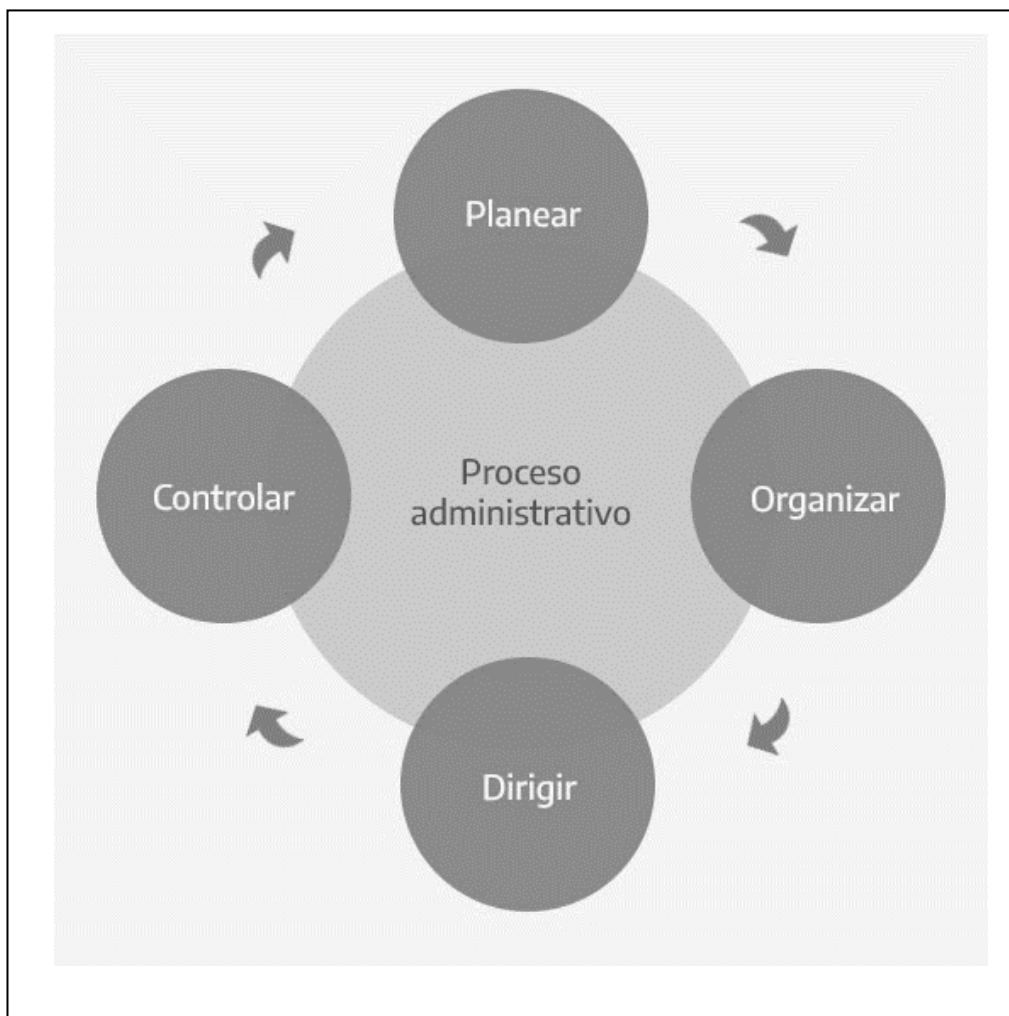 Planear
Controlar
Proceso
administrativo
Organizar
Dirigir